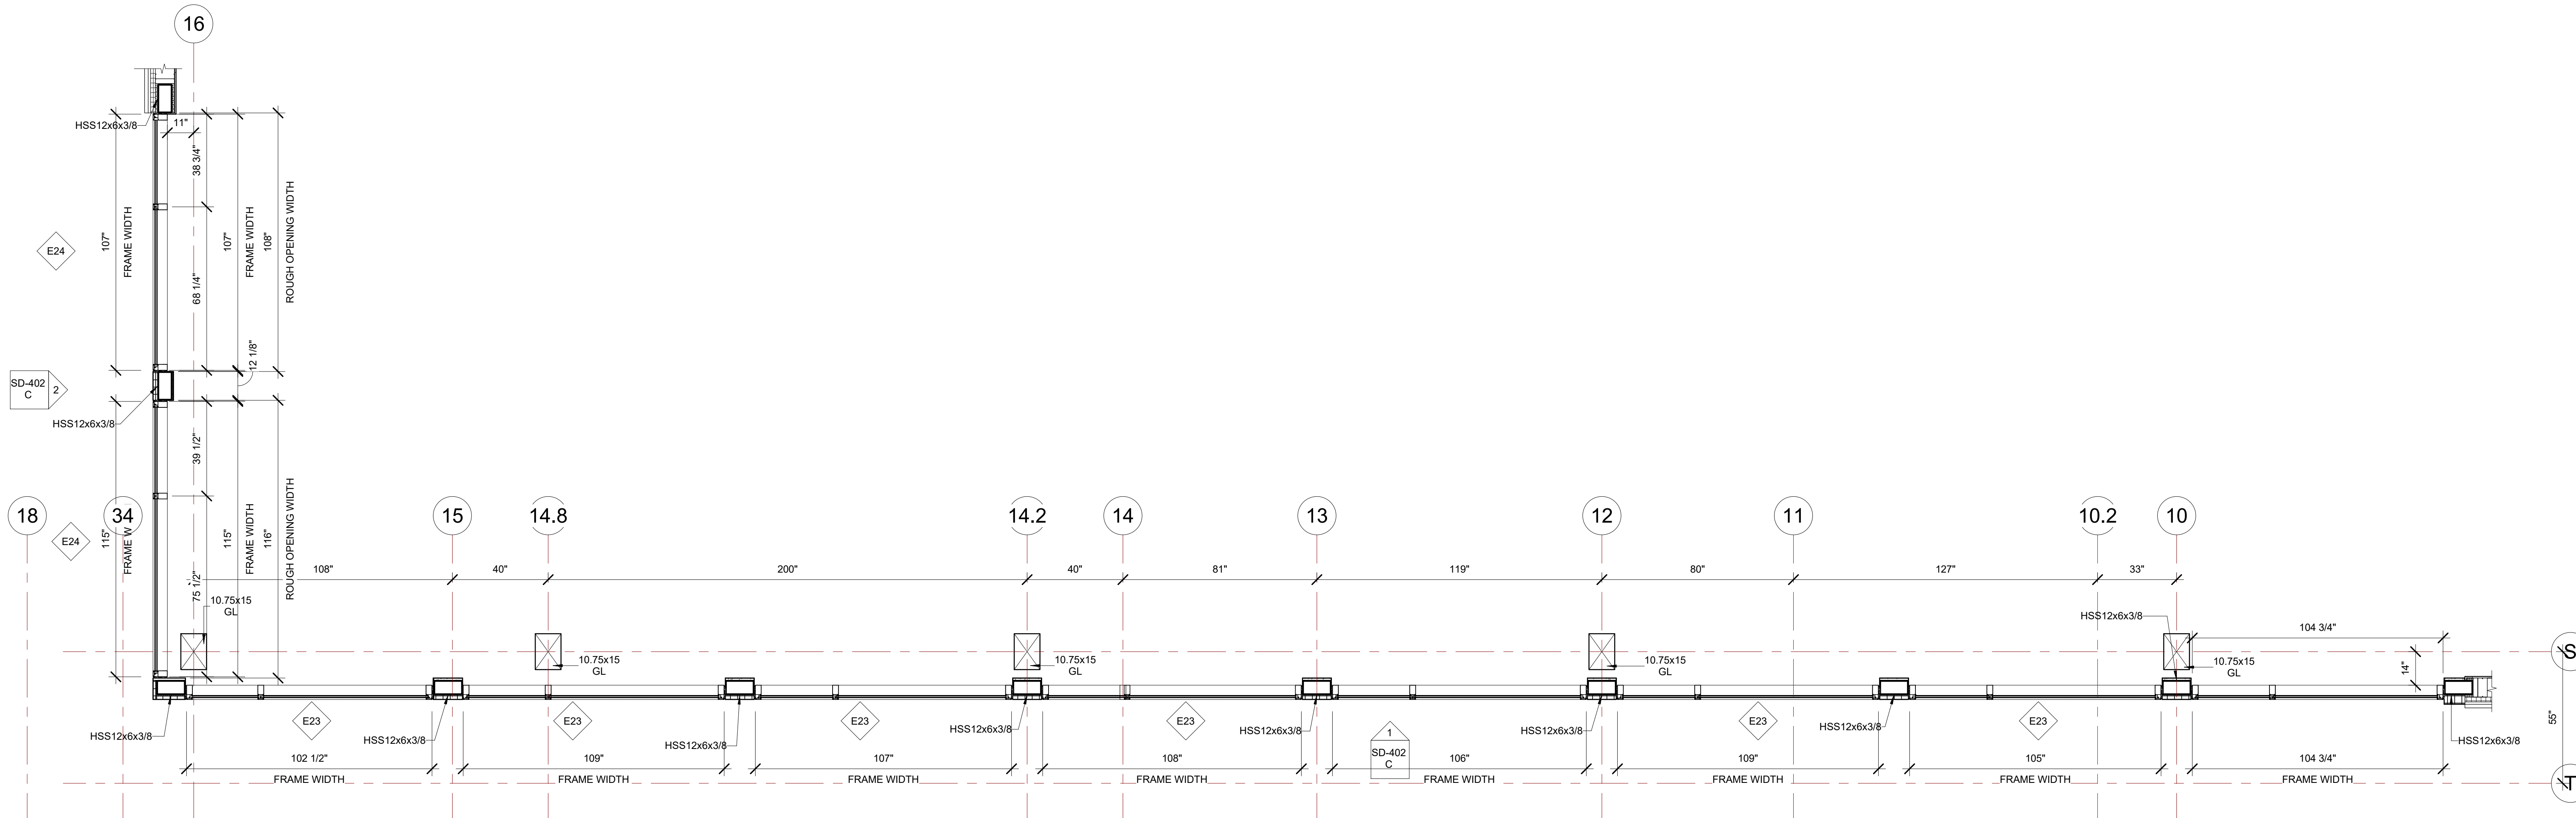 16
HSS12x6x3/8
11"
38 3/4"
107"
FRAME WIDTH
107"
FRAME WIDTH
108"
ROUGH OPENING WIDTH
E24
68 1/4"
12 1/8"
SD-402
C
2
HSS12x6x3/8
39 1/2"
115"
FRAME W
115"
FRAME WIDTH
116"
ROUGH OPENING WIDTH
E24
75 1/2"
18
34
15
14.8
14.2
14
13
12
11
10.2
10
108"
40"
200"
40"
81"
119"
80"
127"
33"
10.75x15
GL
10.75x15
GL
10.75x15
GL
10.75x15
GL
HSS12x6x3/8
10.75x15
GL
104 3/4"
14"
S
55"
T
E23
E23
E23
E23
E23
E23
HSS12x6x3/8
HSS12x6x3/8
HSS12x6x3/8
HSS12x6x3/8
HSS12x6x3/8
HSS12x6x3/8
HSS12x6x3/8
HSS12x6x3/8
1
SD-402
C
102 1/2"
FRAME WIDTH
109"
FRAME WIDTH
107"
FRAME WIDTH
108"
FRAME WIDTH
106"
FRAME WIDTH
109"
FRAME WIDTH
105"
FRAME WIDTH
104 3/4"
FRAME WIDTH